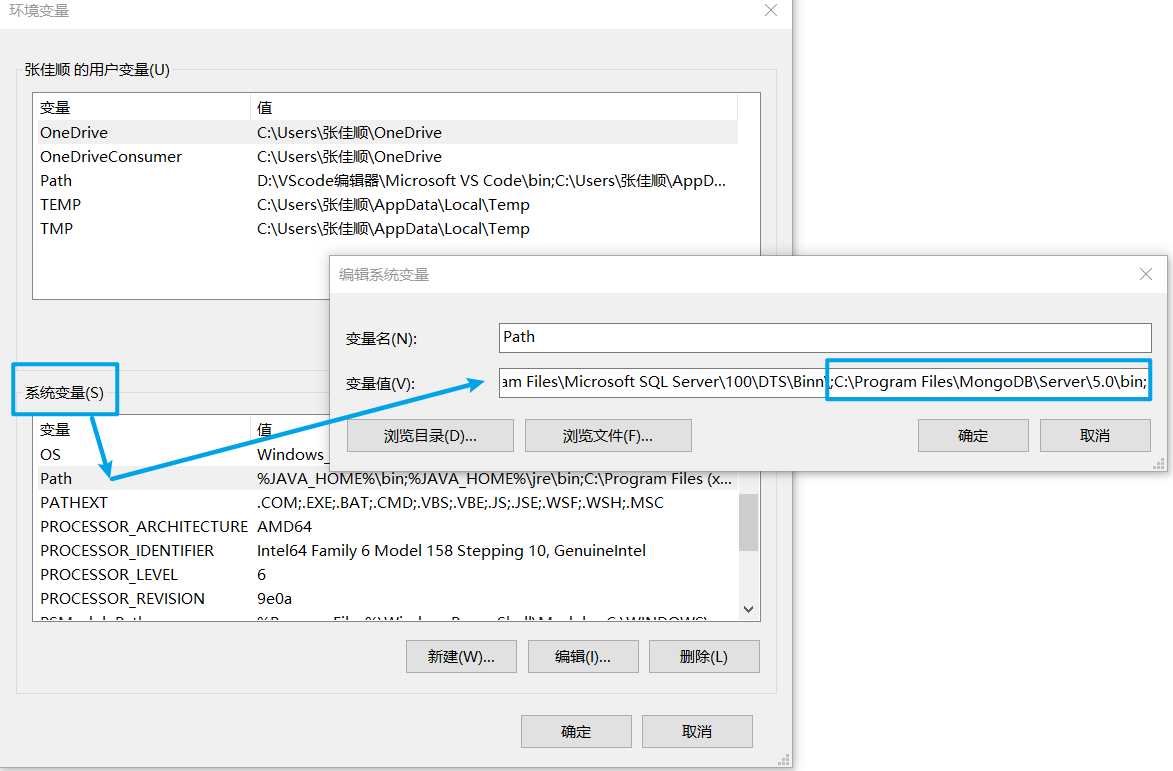 环境变量
张佳顺 的用户变量(U)
变量 值
OneDrive C:\Users\张佳顺\OneDrive
OneDriveConsumer C:\Users\张佳顺\OneDrive
Path D:\VScode编辑器\Microsoft VS Code\bin;C:\Users\张佳顺\AppD...
TEMP C:\Users\张佳顺\AppData\Local\Temp
TMP C:\Users\张佳顺\AppData\Local\Temp
编辑系统变量
变量名(N): Path
变量值(V): am Files\Microsoft SQL Server\100\DTS\Binn\;C:\Program Files\MongoDB\Server\5.0\bin;
浏览目录(D)... 浏览文件(F)... 确定 取消
系统变量(S)
变量 值
OS Windows_
Path %JAVA_HOME%\bin;%JAVA_HOME%\jre\bin;C:\Program Files (x...
PATHEXT .COM;.EXE;.BAT;.CMD;.VBS;.VBE;.JS;.JSE;.WSF;.WSH;.MSC
PROCESSOR_ARCHITECTURE AMD64
PROCESSOR_IDENTIFIER Intel64 Family 6 Model 158 Stepping 10, GenuineIntel
PROCESSOR_LEVEL 6
PROCESSOR_REVISION 9e0a
新建(W)... 编辑(I)... 删除(L)
确定 取消